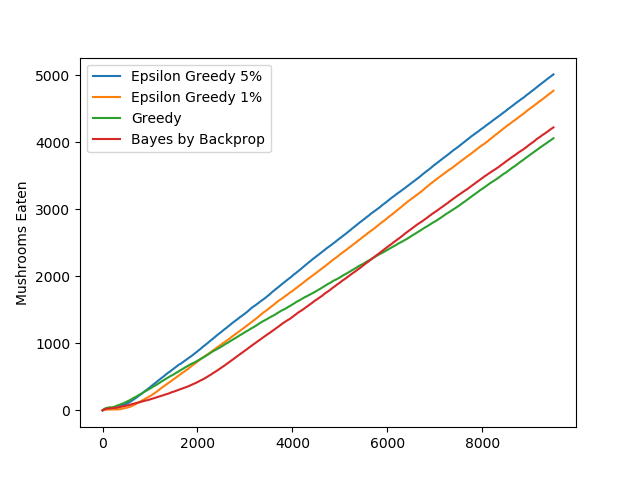 Epsilon Greedy 5%
Epsilon Greedy 1%
Greedy
Bayes by Backprop
Mushrooms Eaten
5000
4000
3000
2000
1000
0
0 2000 4000 6000 8000